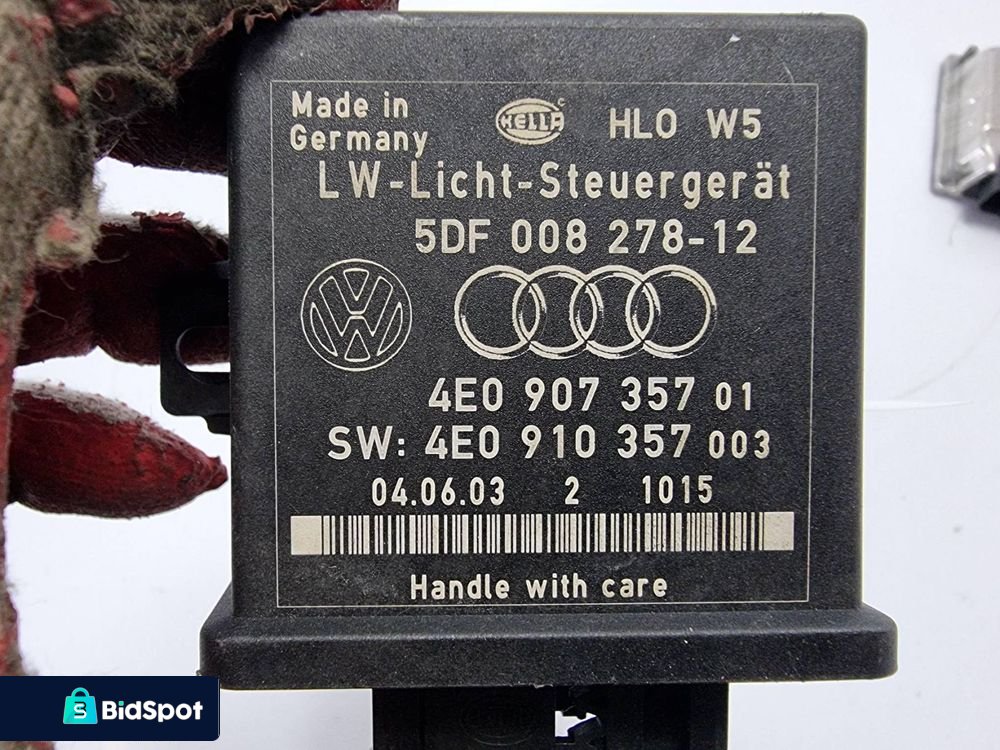 Made in
Germany
HELLA
HLO W5
LW-Licht-Steuergerät
5DF 008 278-12
4E0 907 357 01
SW: 4E0 910 357 003
04.06.03 2 1015
Handle with care
S BidSpot